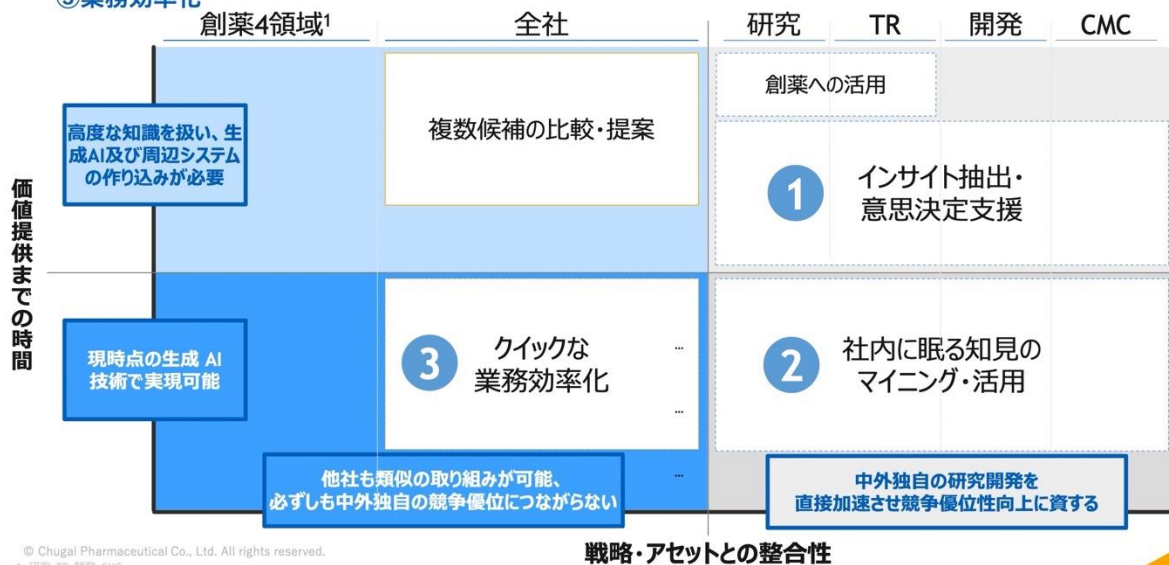 ③業務効率化
創薬4領域1
全社
研究
TR
開発
CMC
創薬への活用
高度な知識を扱い、生
成AI及び周辺システム
の作り込みが必要
複数候補の比較・提案
1
インサイト抽出・
意思決定支援
価値提供までの時間
現時点の生成 AI
技術で実現可能
3
クイックな
業務効率化
…
…
…
2
社内に眠る知見の
マイニング・活用
他社も類似の取り組みが可能、
必ずしも中外独自の競争優位につながらない
中外独自の研究開発を
直接加速させ競争優位性向上に資する
戦略・アセットとの整合性
© Chugai Pharmaceutical Co., Ltd. All rights reserved.